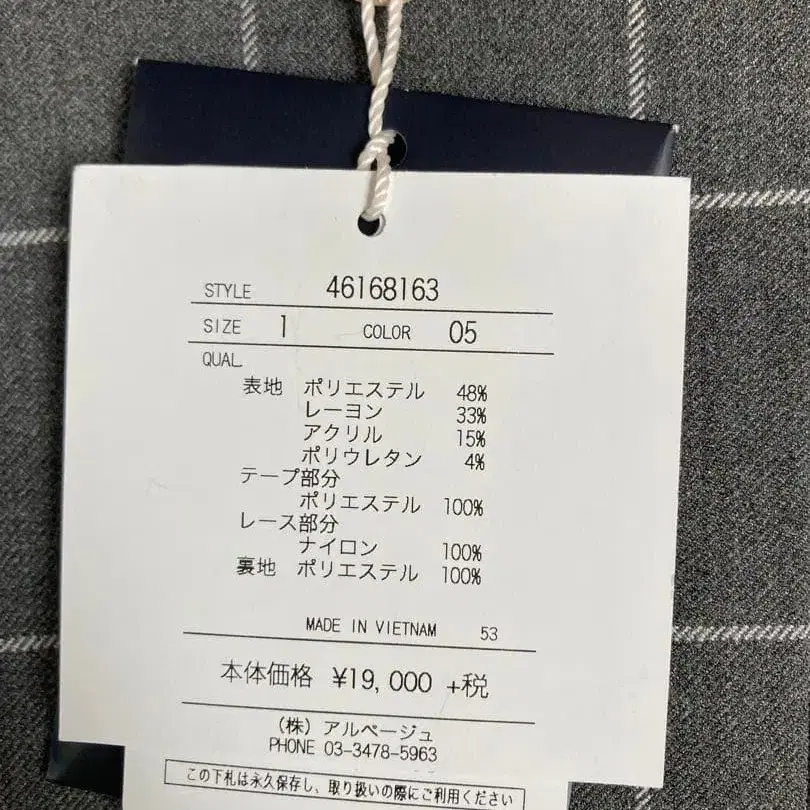 STYLE 46168163
SIZE 1 COLOR 05
QUAL
表地 ポリエステル 48%
レーヨン 33%
アクリル 15%
ポリウレタン 4%
テープ部分
ポリエステル 100%
レース部分
ナイロン 100%
裏地 ポリエステル 100%
MADE IN VIETNAM 53
本体価格 ¥19,000 +税
(株) アルページュ
PHONE 03-3478-5963
この下札は永久保存し、取り扱いの際にご利用ください